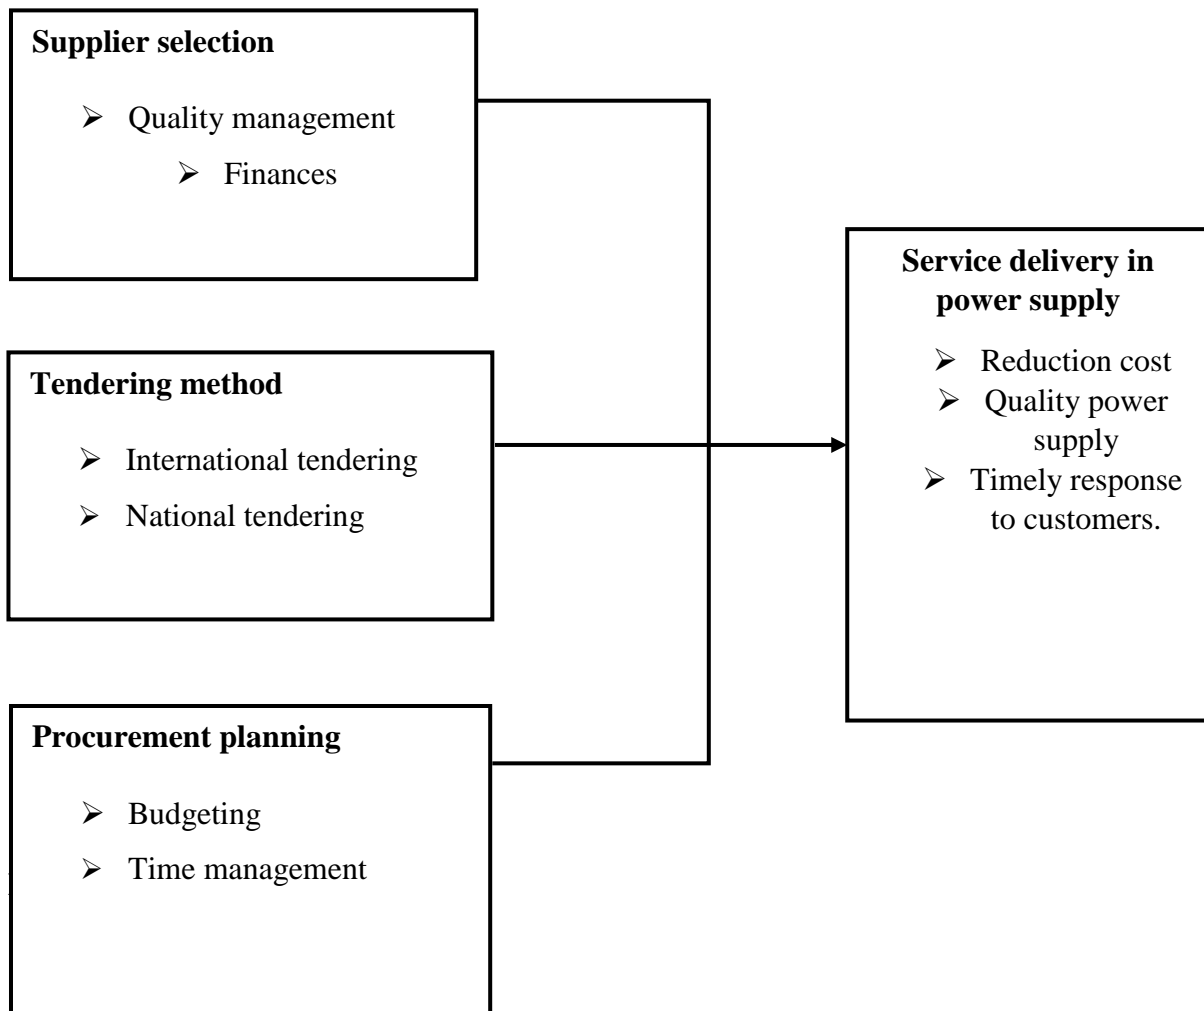 Supplier selection
➢ Quality management
➢ Finances
Tendering method
➢ International tendering
➢ National tendering
Procurement planning
➢ Budgeting
➢ Time management
Service delivery in
power supply
➢ Reduction cost
➢ Quality power
supply
➢ Timely response
to customers.